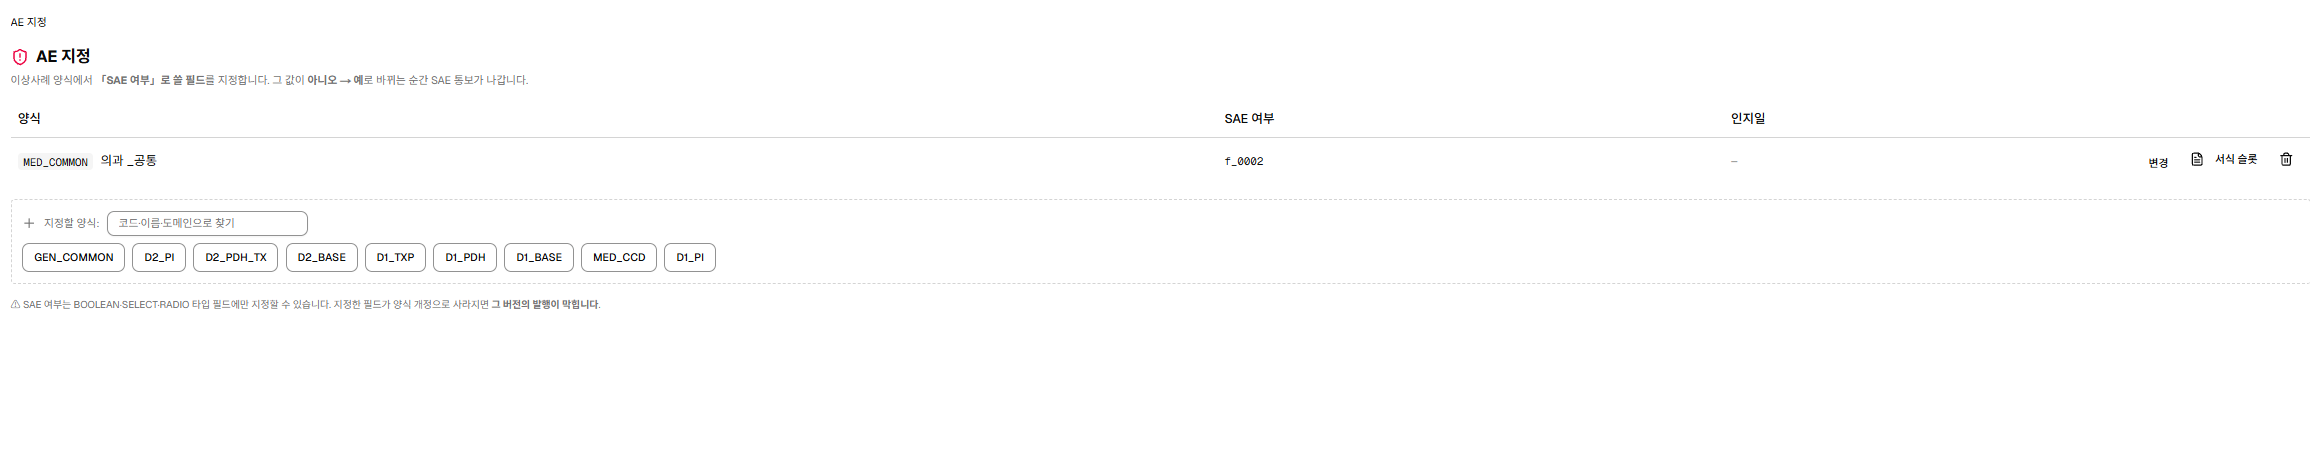 AE 지정
AE 지정
이상사례 양식에서 「SAE 여부」로 쓸 필드를 지정합니다. 그 값이 아니오 → 예로 바뀌는 순간 SAE 통보가 나갑니다.
양식 SAE 여부 인지일
MED_COMMON 의과 _공통 f_0002 – 변경 서식 슬롯
+ 지정할 양식: 코드·이름·도메인으로 찾기
GEN_COMMON D2_PI D2_PDH_TX D2_BASE D1_TXP D1_PDH D1_BASE MED_CCD D1_PI
⚠ SAE 여부는 BOOLEAN·SELECT·RADIO 타입 필드에만 지정할 수 있습니다. 지정한 필드가 양식 개정으로 사라지면 그 버전의 발행이 막힙니다.